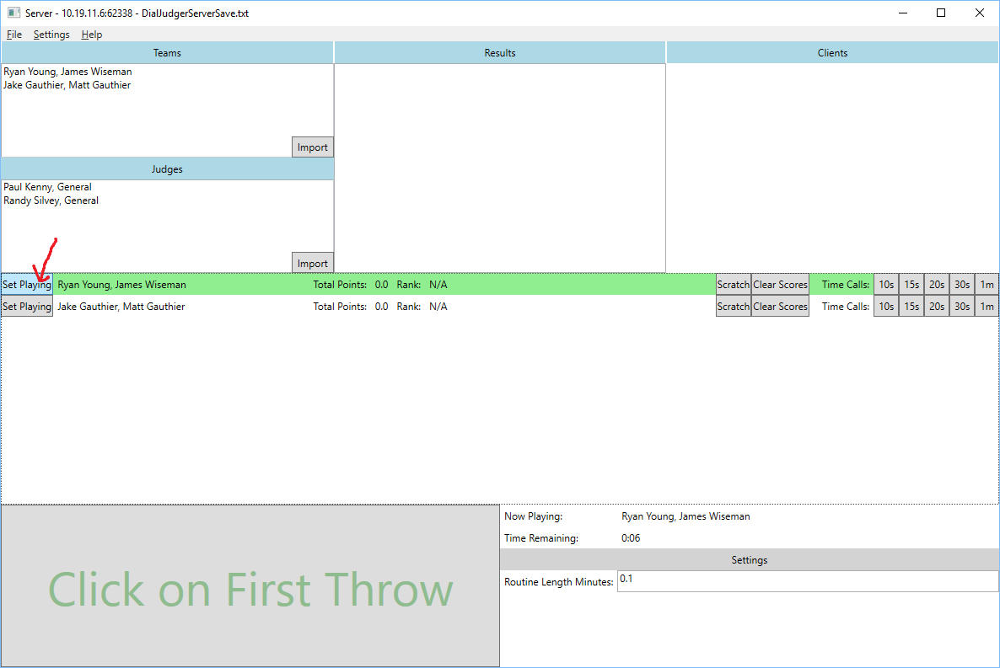 Server - 10.19.11.6:62338 - DialJudgerServerSave.txt
File Settings Help
Teams Results Clients
Ryan Young, James Wiseman
Jake Gauthier, Matt Gauthier
Import
Judges
Paul Kenny, General
Randy Silvey, General
Import
Set Playing Ryan Young, James Wiseman Total Points: 0.0 Rank: N/A Scratch Clear Scores Time Calls: 10s 15s 20s 30s 1m
Set Playing Jake Gauthier, Matt Gauthier Total Points: 0.0 Rank: N/A Scratch Clear Scores Time Calls: 10s 15s 20s 30s 1m
Click on First Throw
Now Playing: Ryan Young, James Wiseman
Time Remaining: 0:06
Settings
Routine Length Minutes: 0.1